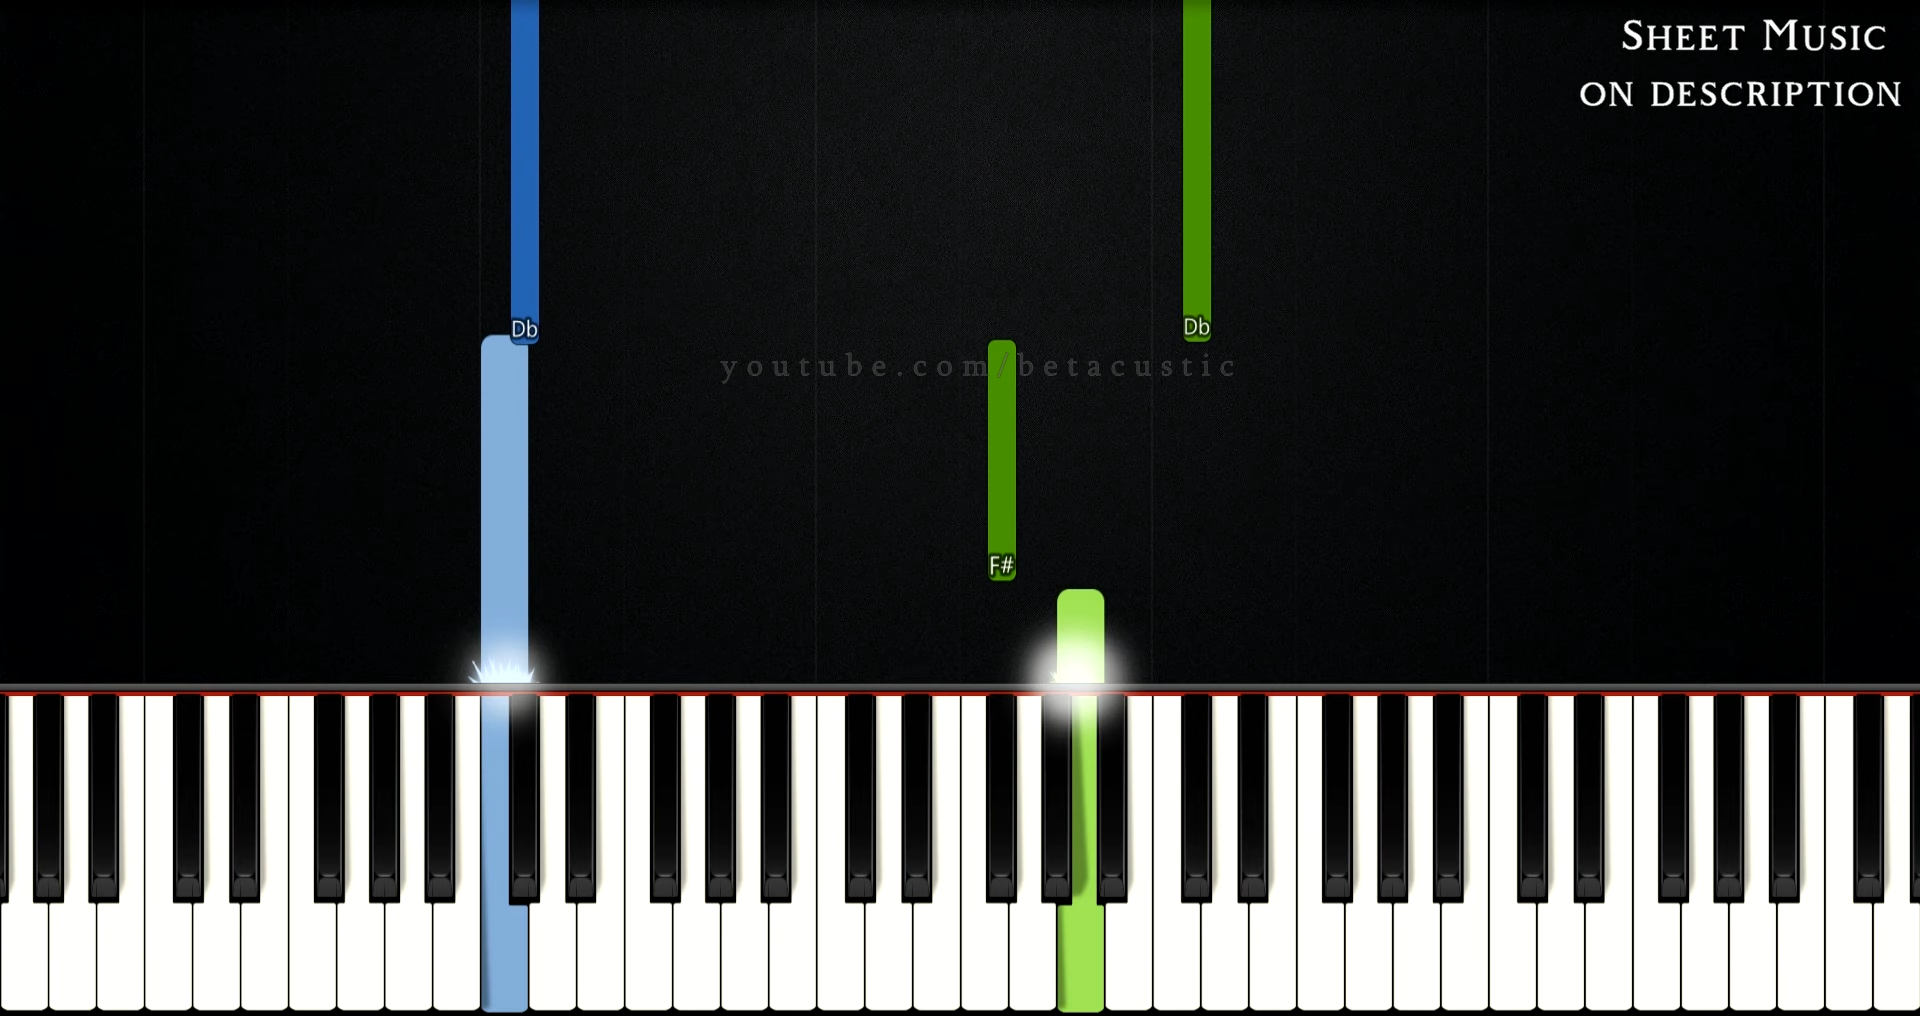 Sheet Music
on description
Db
Db
youtube.com/betacustic
F#